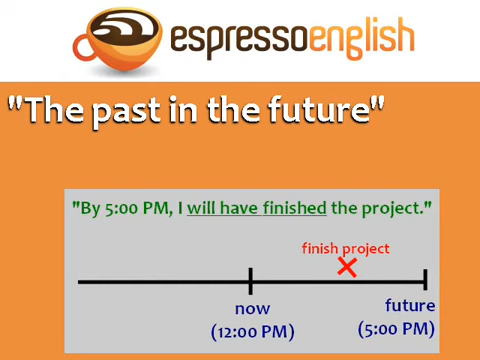 espressoenglish
"The past in the future"
"By 5:00 PM, I will have finished the project."
finish project
now
(12:00 PM)
future
(5:00 PM)